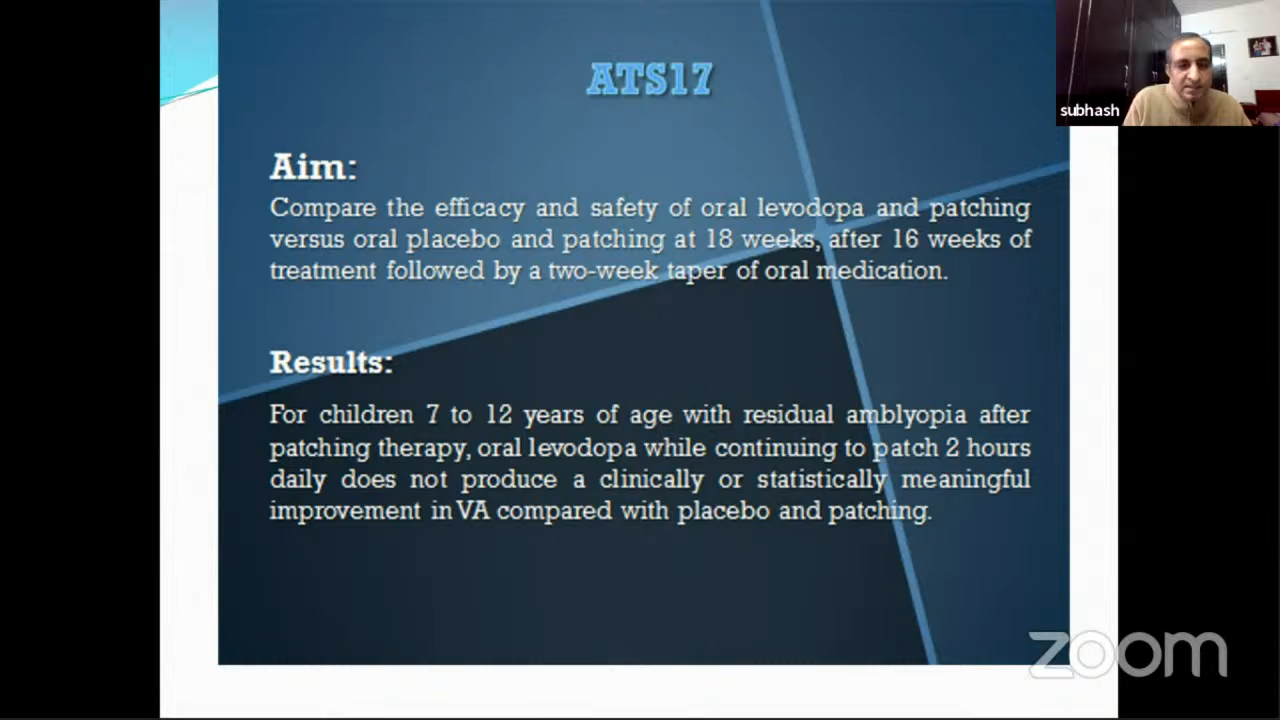 ATS17
subhash
Aim:
Compare the efficacy and safety of oral levodopa and patching
versus oral placebo and patching at 18 weeks, after 16 weeks of
treatment followed by a two-week taper of oral medication.
Results:
For children 7 to 12 years of age with residual amblyopia after
patching therapy, oral levodopa while continuing to patch 2 hours
daily does not produce a clinically or statistically meaningful
improvement in VA compared with placebo and patching.
zoom